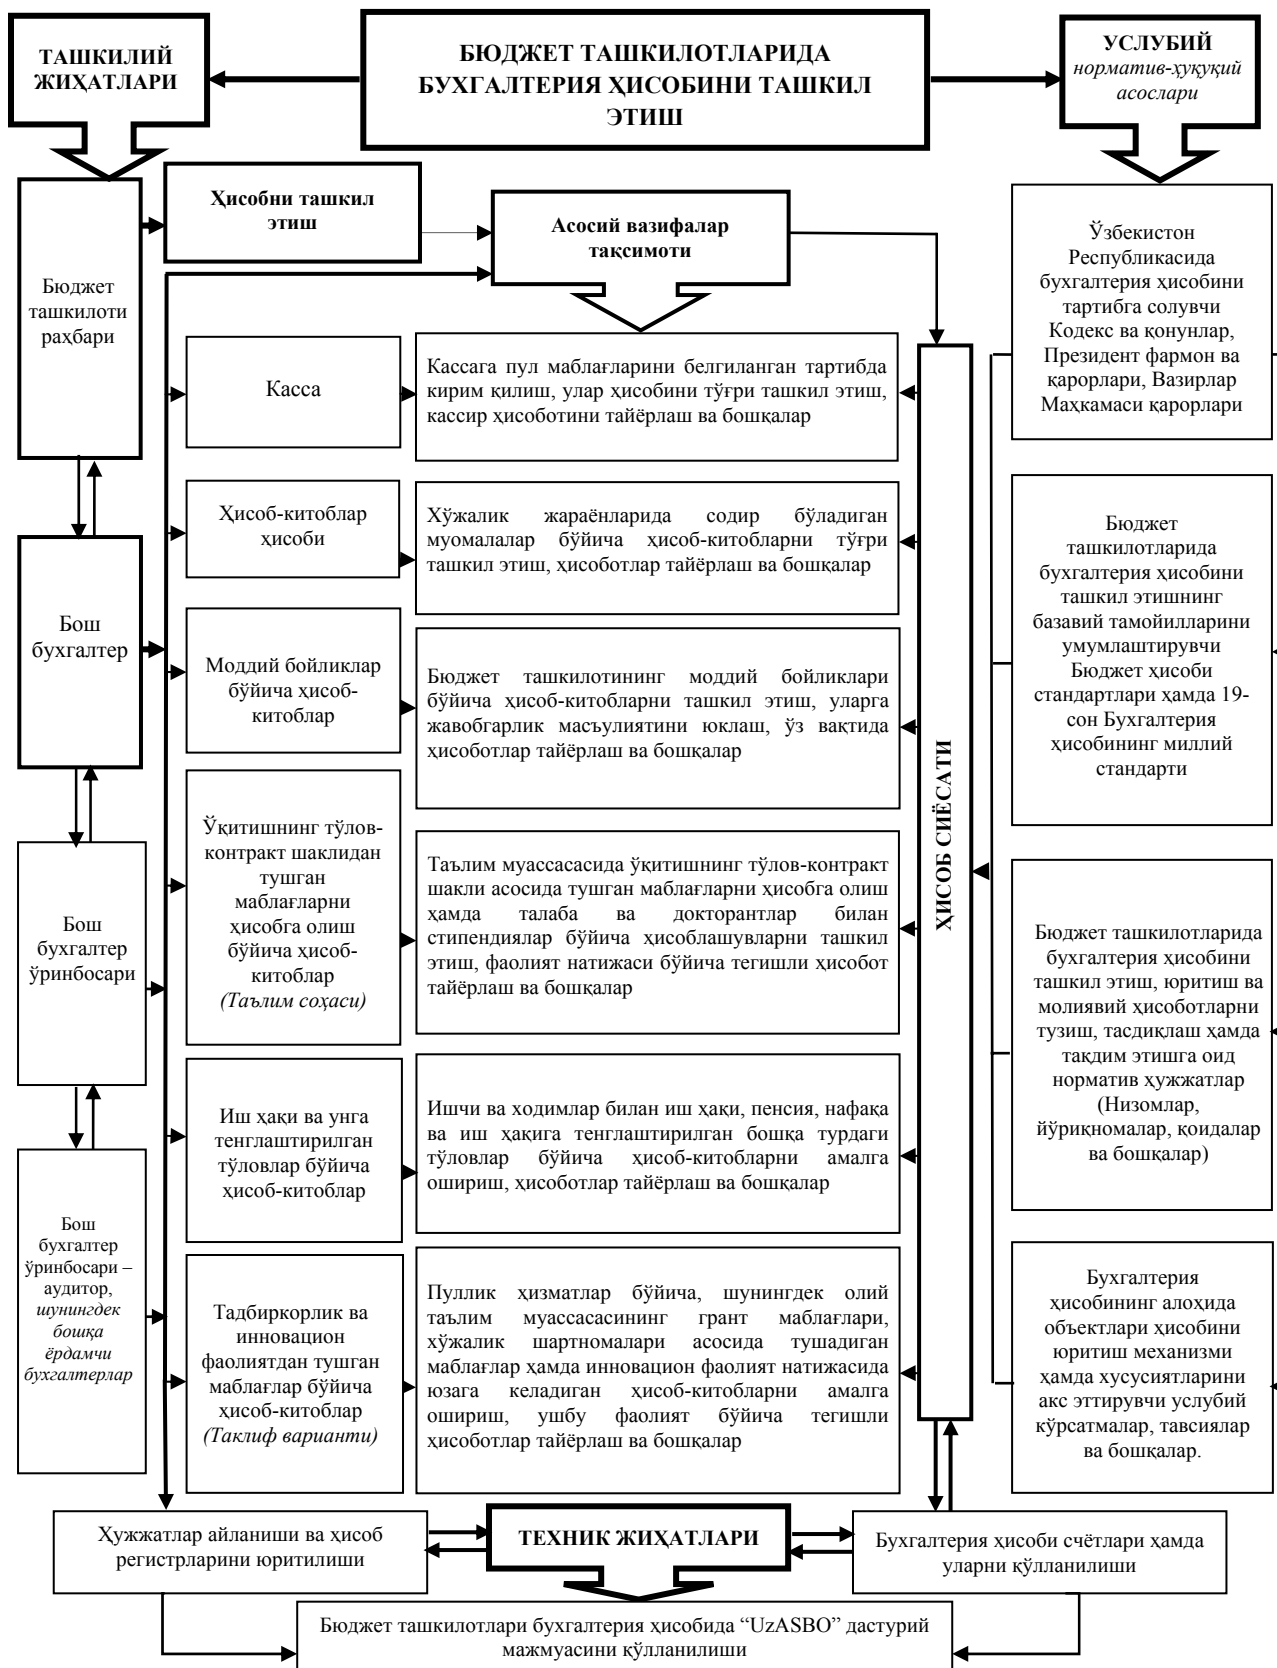 ТАШКИЛИЙ
ЖИҲАТЛАРИ
БЮДЖЕТ ТАШКИЛОТЛАРИДА
БУХГАЛТЕРИЯ ҲИСОБИНИ ТАШКИЛ
ЭТИШ
УСЛУБИЙ
норматив-ҳуқуқий
асослари
Ҳисобни ташкил
этиш
Асосий вазифалар
тақсимоти
Бюджет
ташкилоти
раҳбари
Бош
бухгалтер
Бош
бухгалтер
ўринбосари
Бош
бухгалтер
ўринбосари –
аудитор,
шунингдек
бошқа
ёрдамчи
бухгалтерлар
Касса
Кассага пул маблағларини белгиланган тартибда
кирим қилиш, улар ҳисобини тўғри ташкил этиш,
кассир ҳисоботини тайёрлаш ва бошқалар
Ҳисоб-китоблар
ҳисоби
Хўжалик жараёнларида содир бўладиган
муомалалар бўйича ҳисоб-китобларни тўғри
ташкил этиш, ҳисоботлар тайёрлаш ва бошқалар
Моддий бойликлар
бўйича ҳисоб-
китоблар
Бюджет ташкилотининг моддий бойликлари
бўйича ҳисоб-китобларни ташкил этиш, уларга
жавобгарлик масъулиятини юклаш, ўз вақтида
ҳисоботлар тайёрлаш ва бошқалар
Ўқитишнинг тўлов-
контракт шаклидан
тушган
маблағларни
ҳисобга олиш
бўйича ҳисоб-
китоблар
(Таълим соҳаси)
Таълим муассасасида ўқитишнинг тўлов-контракт
шакли асосида тушган маблағларни ҳисобга олиш
ҳамда талаба ва докторантлар билан
стипендиялар бўйича ҳисоблашувларни ташкил
этиш, фаолият натижаси бўйича тегишли ҳисобот
тайёрлаш ва бошқалар
Иш ҳақи ва унга
тенглаштирилган
тўловлар бўйича
ҳисоб-китоблар
Ишчи ва ходимлар билан иш ҳақи, пенсия, нафақа
ва иш ҳақига тенглаштирилган бошқа турдаги
тўловлар бўйича ҳисоб-китобларни амалга
ошириш, ҳисоботлар тайёрлаш ва бошқалар
Тадбиркорлик ва
инновацион
фаолиятдан тушган
маблағлар бўйича
ҳисоб-китоблар
(Таклиф варианти)
Пуллик ҳизматлар бўйича, шунингдек олий
таълим муассасасининг грант маблағлари,
хўжалик шартномалари асосида тушадиган
маблағлар ҳамда инновацион фаолият натижасида
юзага келадиган ҳисоб-китобларни амалга
ошириш, ушбу фаолият бўйича тегишли
ҳисоботлар тайёрлаш ва бошқалар
ҲИСОБ СИЁСАТИ
Ўзбекистон
Республикасида
бухгалтерия ҳисобини
тартибга солувчи
Кодекс ва қонунлар,
Президент фармон ва
қарорлари, Вазирлар
Маҳкамаси қарорлари
Бюджет
ташкилотларида
бухгалтерия ҳисобини
ташкил этишнинг
базавий тамойилларини
умумлаштирувчи
Бюджет ҳисоби
стандартлари ҳамда 19-
сон Бухгалтерия
ҳисобининг миллий
стандарти
Бюджет ташкилотларида
бухгалтерия ҳисобини
ташкил этиш, юритиш ва
молиявий ҳисоботларни
тузиш, тасдиқлаш ҳамда
тақдим этишга оид
норматив ҳужжатлар
(Низомлар,
йўриқномалар, қоидалар
ва бошқалар)
Бухгалтерия
ҳисобининг алоҳида
объектлари ҳисобини
юритиш механизми
ҳамда хусусиятларини
акс эттирувчи услубий
кўрсатмалар, тавсиялар
ва бошқалар.
Ҳужжатлар айланиши ва ҳисоб
регистрларини юритилиши
ТЕХНИК ЖИҲАТЛАРИ
Бухгалтерия ҳисоби счётлари ҳамда
уларни қўлланилиши
Бюджет ташкилотлари бухгалтерия ҳисобида “UzASBO” дастурий
мажмуасини қўлланилиши